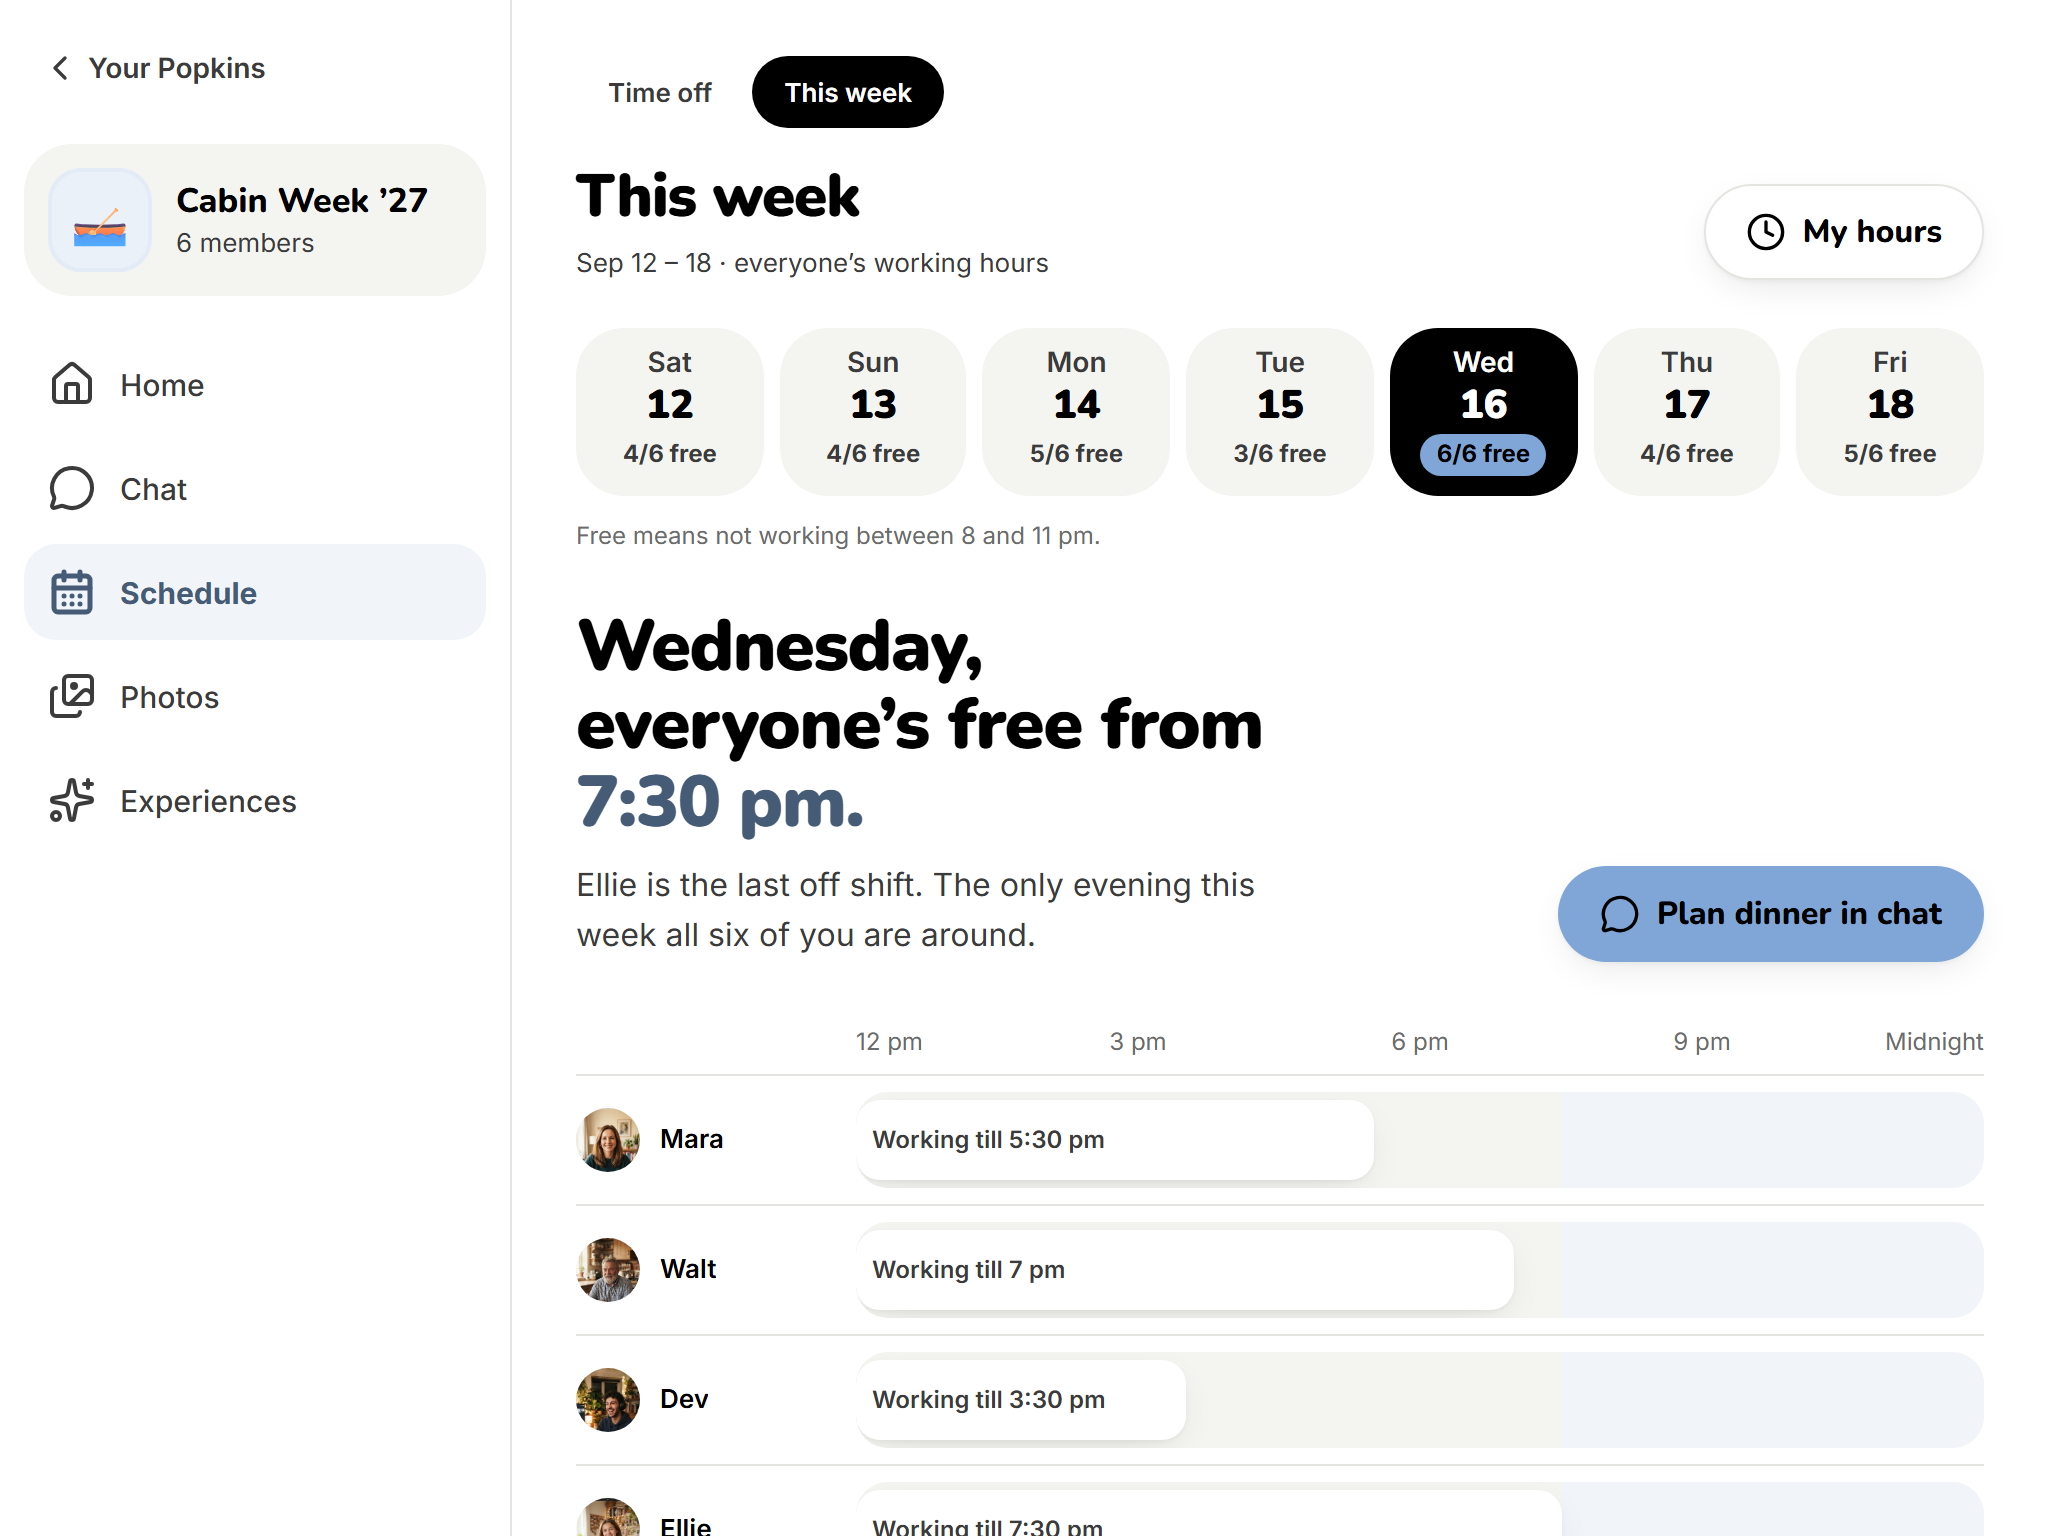 Your Popkins
Cabin Week ’27
6 members
Home
Chat
Schedule
Photos
Experiences
Time off
This week
This week
Sep 12 – 18 · everyone’s working hours
My hours
Sat
12
4/6 free
Sun
13
4/6 free
Mon
14
5/6 free
Tue
15
3/6 free
Wed
16
6/6 free
Thu
17
4/6 free
Fri
18
5/6 free
Free means not working between 8 and 11 pm.
Wednesday,
everyone’s free from
7:30 pm.
Ellie is the last off shift. The only evening this
week all six of you are around.
Plan dinner in chat
12 pm
3 pm
6 pm
9 pm
Midnight
Mara
Working till 5:30 pm
Walt
Working till 7 pm
Dev
Working till 3:30 pm
Ellie
Working till 7:30 pm